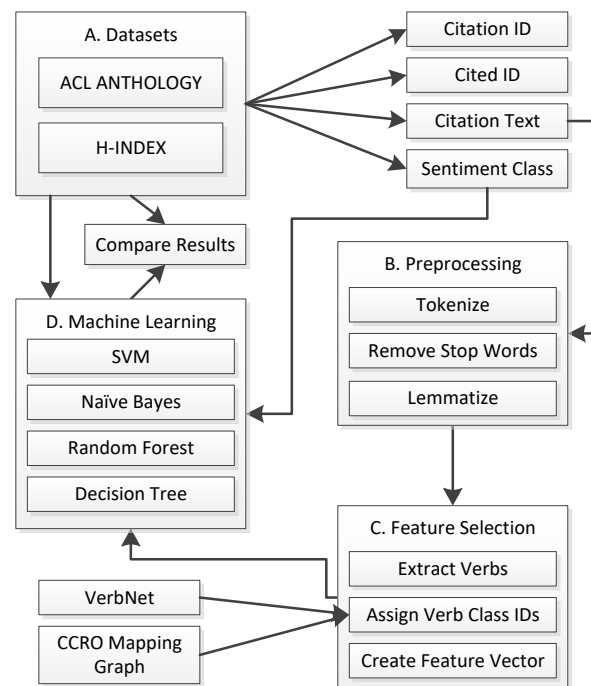 A. Datasets
ACL ANTHOLOGY
H-INDEX
Citation ID
Cited ID
Citation Text
Sentiment Class
Compare Results
B. Preprocessing
Tokenize
Remove Stop Words
Lemmatize
D. Machine Learning
SVM
Naïve Bayes
Random Forest
Decision Tree
C. Feature Selection
Extract Verbs
Assign Verb Class IDs
Create Feature Vector
VerbNet
CCRO Mapping
Graph